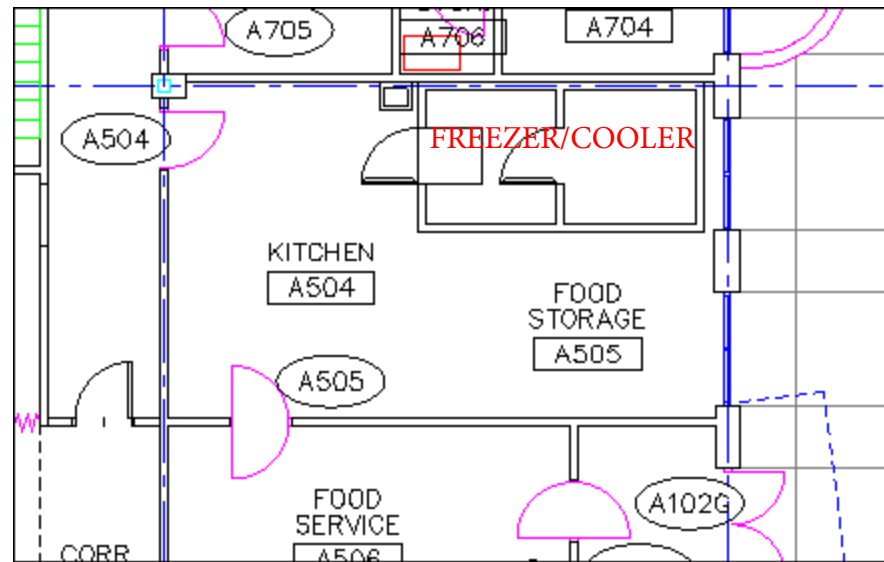 A705
A706
A704
A504
FREEZER/COOLER
KITCHEN
A504
FOOD
STORAGE
A505
A505
FOOD
SERVICE
A506
A102G
CORR